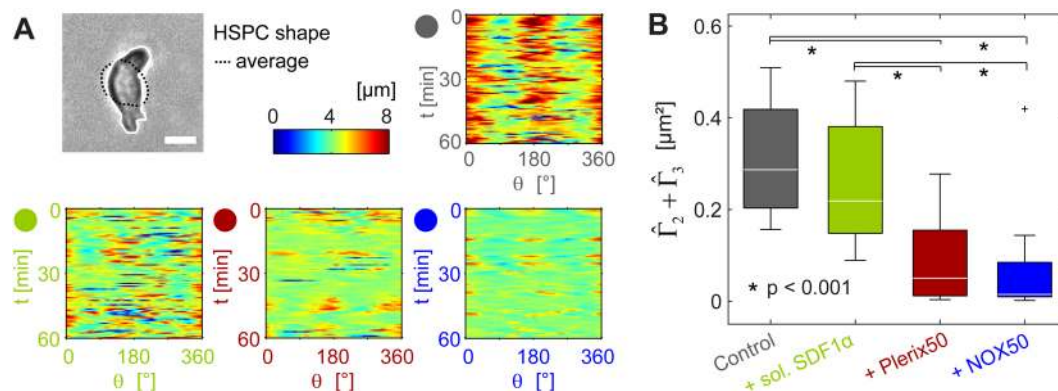 A
HSPC shape
average
[µm]
0 4 8
t [min]
0
30
60
0 180 360
θ [°]
t [min]
0
30
60
0 180 360
θ [°]
t [min]
0
30
60
0 180 360
θ [°]
t [min]
0
30
60
0 180 360
θ [°]
B
Γ̂₂ + Γ̂₃ [µm²]
0.6
0.4
0.2
0
* * * *
* p < 0.001
Control
+ sol. SDF1α
+ Plerix50
+ NOX50